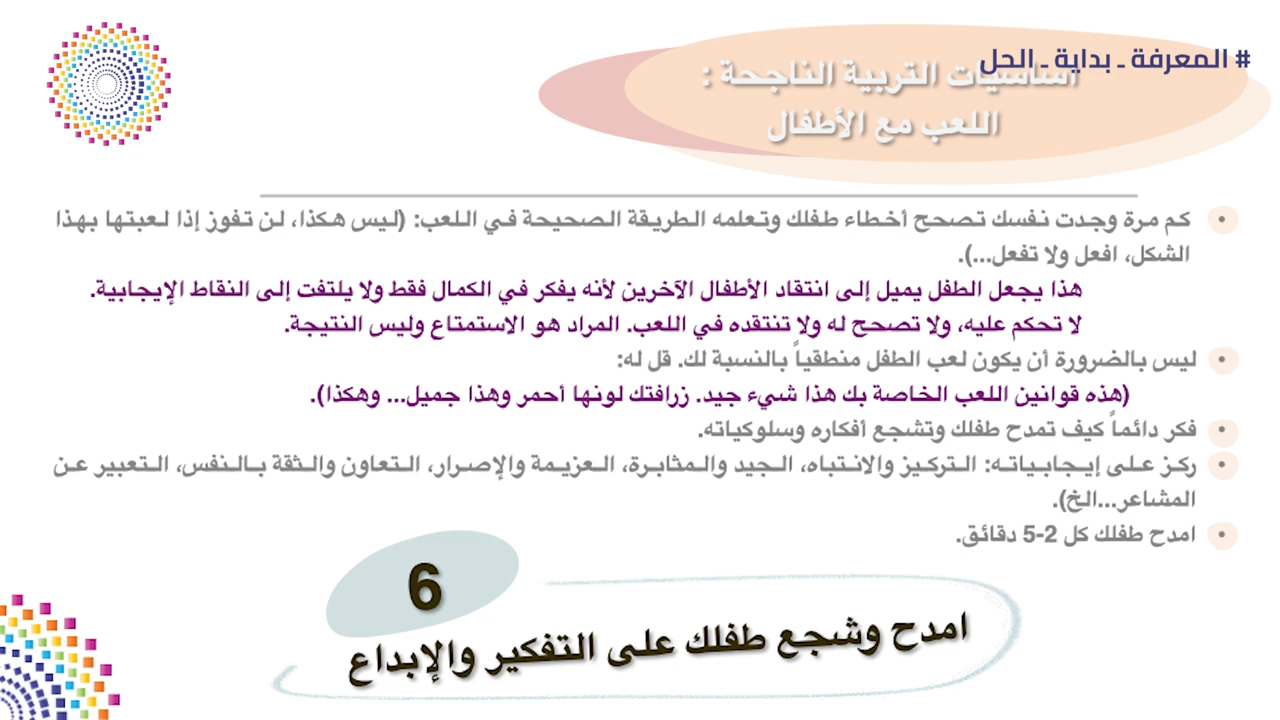 # المعرفة ـ بداية ـ الحل
أساسيات التربية الناجحة :
اللعب مع الأطفال
• كم مرة وجدت نفسك تصحح أخطاء طفلك وتعلمه الطريقة الصحيحة في اللعب: (ليس هكذا، لن تفوز إذا لعبتها بهذا
الشكل، افعل ولا تفعل...).
هذا يجعل الطفل يميل إلى انتقاد الأطفال الآخرين لأنه يفكر في الكمال فقط ولا يلتفت إلى النقاط الإيجابية.
لا تحكم عليه، ولا تصحح له ولا تنتقده في اللعب. المراد هو الاستمتاع وليس النتيجة.
• ليس بالضرورة أن يكون لعب الطفل منطقياً بالنسبة لك. قل له:
(هذه قوانين اللعب الخاصة بك هذا شيء جيد. زرافتك لونها أحمر وهذا جميل... وهكذا).
• فكر دائماً كيف تمدح طفلك وتشجع أفكاره وسلوكياته.
• ركز على إيجابياته: التركيز والانتباه، الجيد والمثابرة، العزيمة والإصرار، التعاون والثقة بالنفس، التعبير عن
المشاعر...الخ).
• امدح طفلك كل 2-5 دقائق.
6
امدح وشجع طفلك على التفكير والإبداع